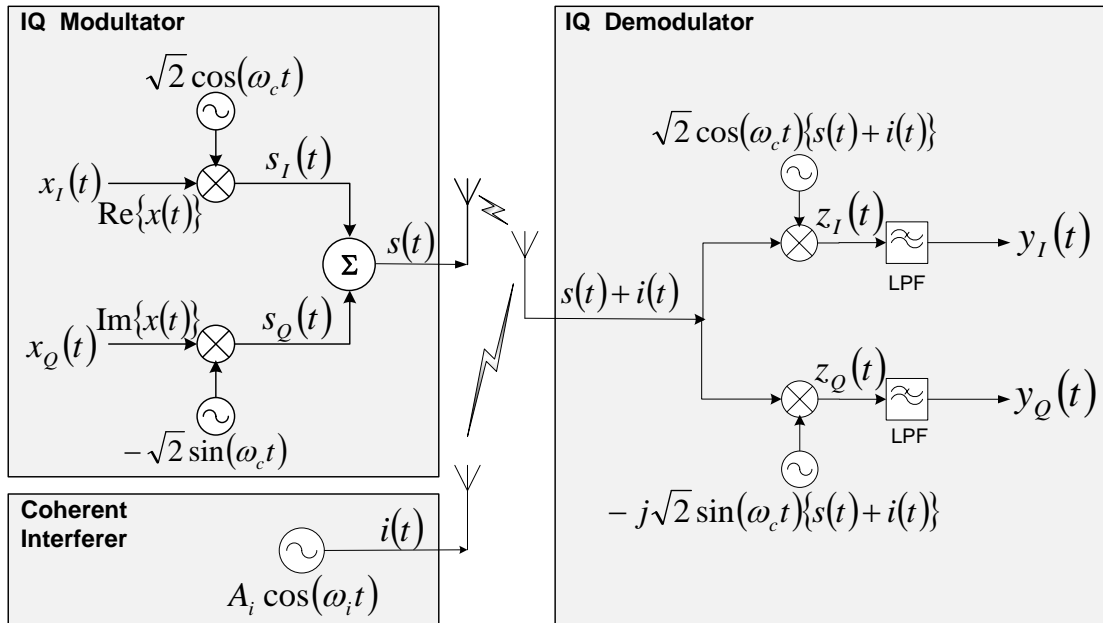 IQ Modultator
√2 cos(ω_c t)
x_I(t)
Re{x(t)}
s_I(t)
Σ
s(t)
Im{x(t)}
x_Q(t)
s_Q(t)
− √2 sin(ω_c t)
Coherent
Interferer
i(t)
A_i cos(ω_i t)
IQ Demodulator
√2 cos(ω_c t){s(t) + i(t)}
z_I(t)
y_I(t)
LPF
s(t) + i(t)
z_Q(t)
y_Q(t)
LPF
− j√2 sin(ω_c t){s(t) + i(t)}